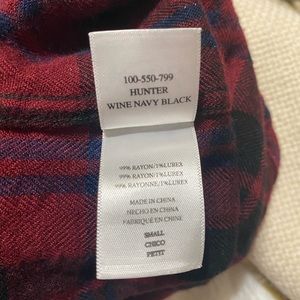 100-550-799
HUNTER
WINE NAVY BLACK
99% RAYON/1% LUREX
99% RAYON/1% LUREX
99% RAYONNE/1% LUREX
MADE IN CHINA
HECHO EN CHINA
FABRIQUÉ EN CHINE
SMALL
CHICO
PETIT